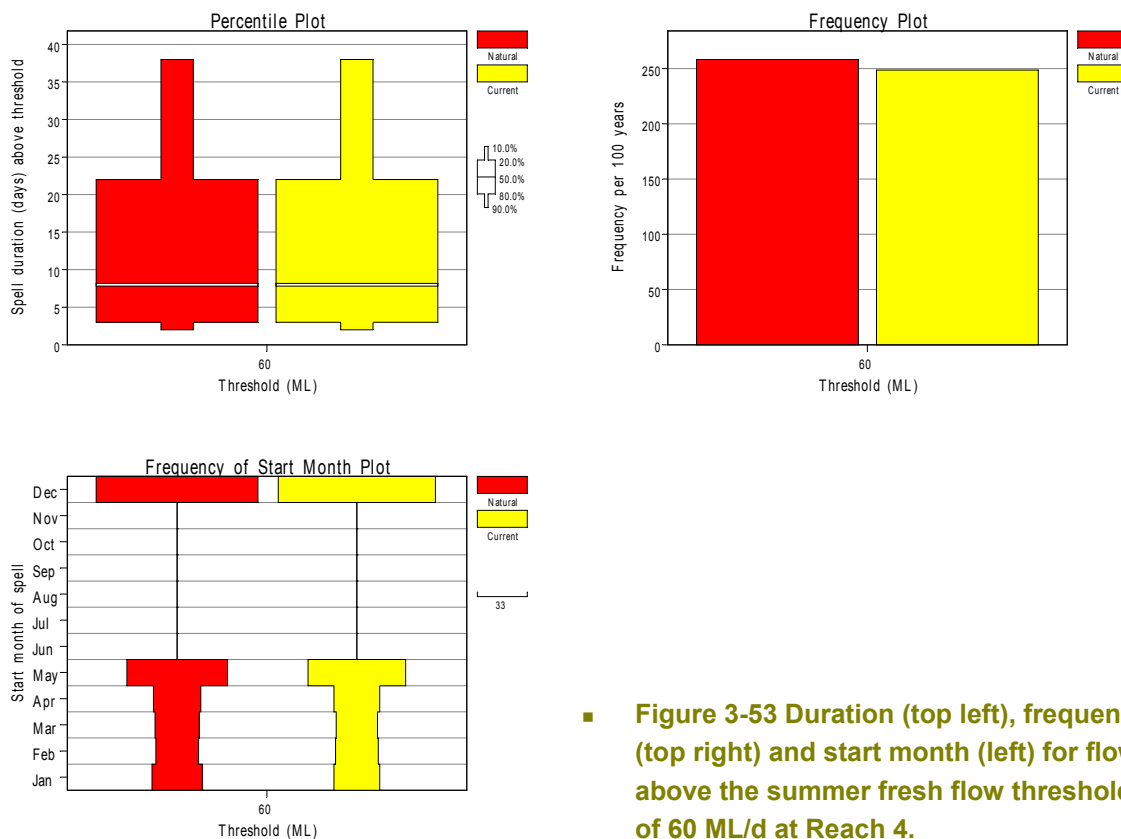 Percentile Plot
Spell duration (days) above threshold
40
35
30
25
20
15
10
5
0
60
Threshold (ML)
Natural
Current
10.0%
20.0%
50.0%
80.0%
90.0%
Frequency Plot
Frequency per 100 years
250
200
150
100
50
0
60
Threshold (ML)
Natural
Current
Frequency of Start Month Plot
Start month of spell
Dec
Nov
Oct
Sep
Aug
Jul
Jun
May
Apr
Mar
Feb
Jan
60
Threshold (ML)
Natural
Current
33
▪ Figure 3-53 Duration (top left), frequen
(top right) and start month (left) for flow
above the summer fresh flow threshol
of 60 ML/d at Reach 4.